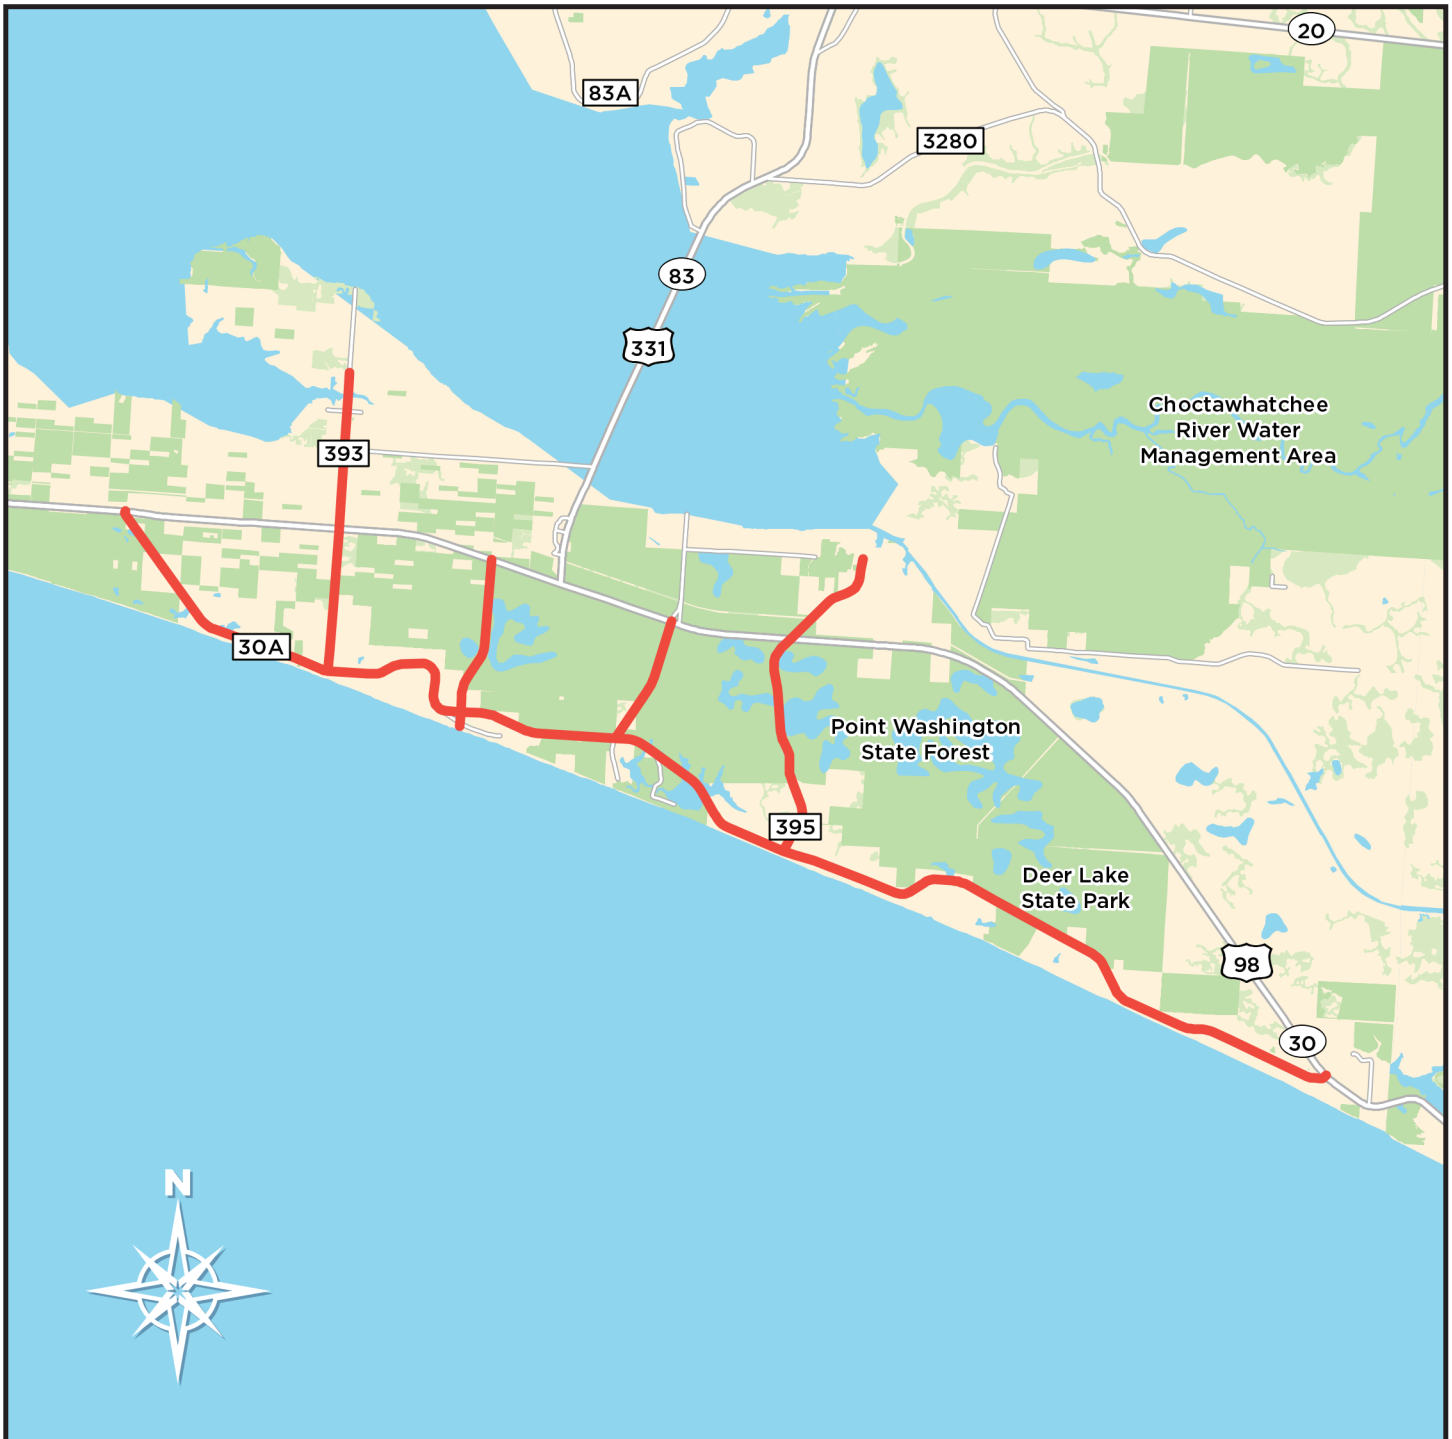 20
83A
3280
83
331
Choctawhatchee
River Water
Management Area
393
30A
Point Washington
State Forest
395
Deer Lake
State Park
98
30
N